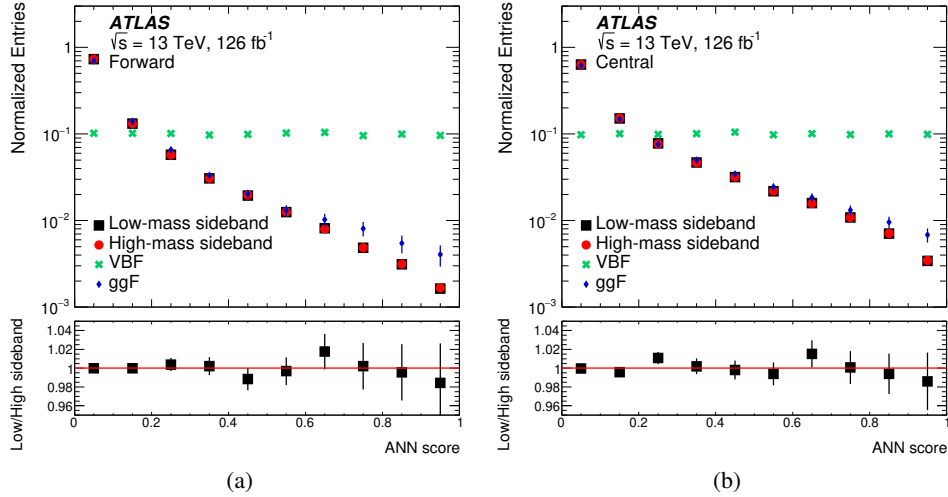 Normalized Entries
1
10⁻¹
10⁻²
10⁻³
ATLAS
√s = 13 TeV, 126 fb⁻¹
Forward
Low-mass sideband
High-mass sideband
VBF
ggF
Low/High sideband
1.04
1.02
1
0.98
0.96
0 0.2 0.4 0.6 0.8 1
ANN score
(a)
Normalized Entries
1
10⁻¹
10⁻²
10⁻³
ATLAS
√s = 13 TeV, 126 fb⁻¹
Central
Low-mass sideband
High-mass sideband
VBF
ggF
Low/High sideband
1.04
1.02
1
0.98
0.96
0 0.2 0.4 0.6 0.8 1
ANN score
(b)